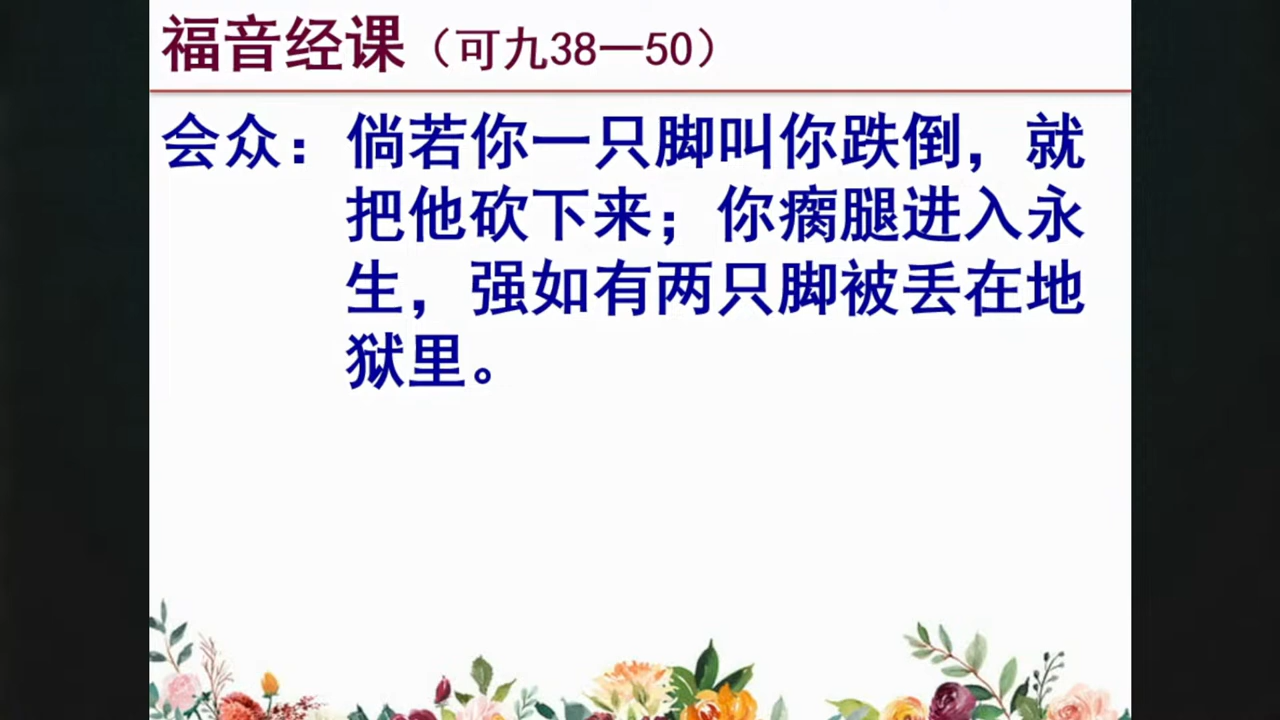 福音经课（可九38—50）
会众：倘若你一只脚叫你跌倒，就
把他砍下来；你瘸腿进入永
生，强如有两只脚被丢在地
狱里。